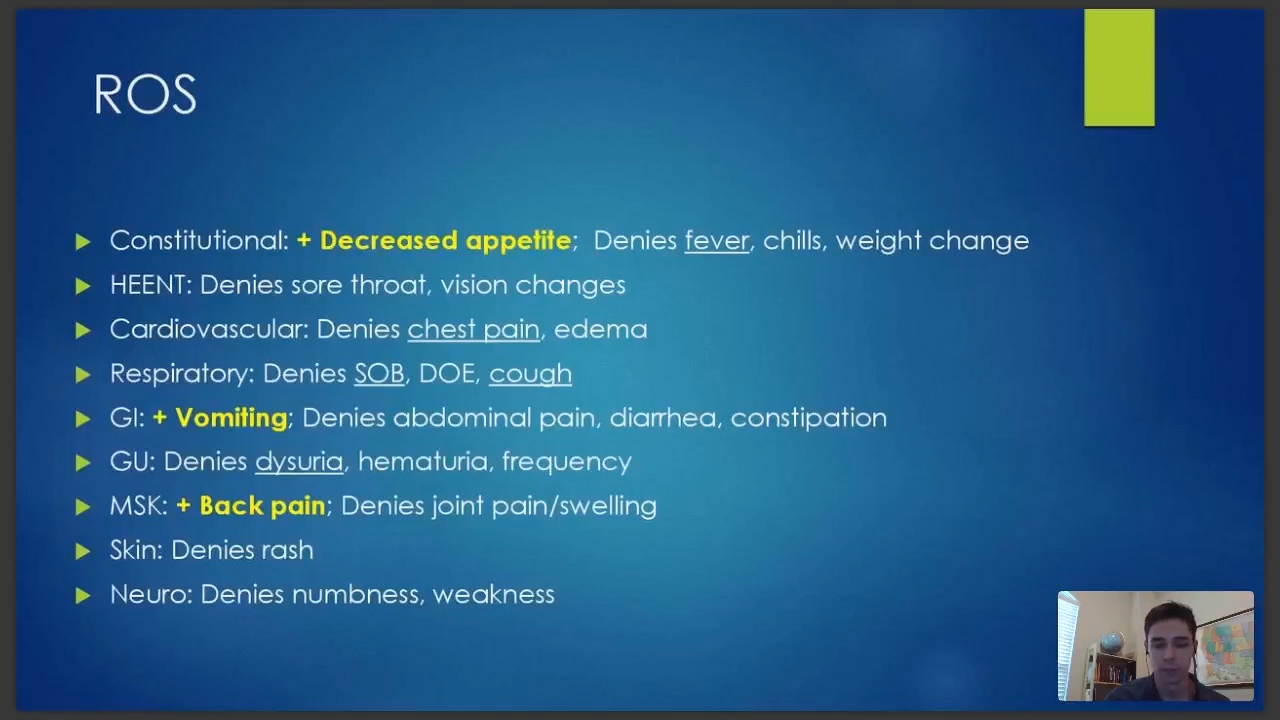 ROS
Constitutional: + Decreased appetite; Denies fever, chills, weight change
HEENT: Denies sore throat, vision changes
Cardiovascular: Denies chest pain, edema
Respiratory: Denies SOB, DOE, cough
GI: + Vomiting; Denies abdominal pain, diarrhea, constipation
GU: Denies dysuria, hematuria, frequency
MSK: + Back pain; Denies joint pain/swelling
Skin: Denies rash
Neuro: Denies numbness, weakness